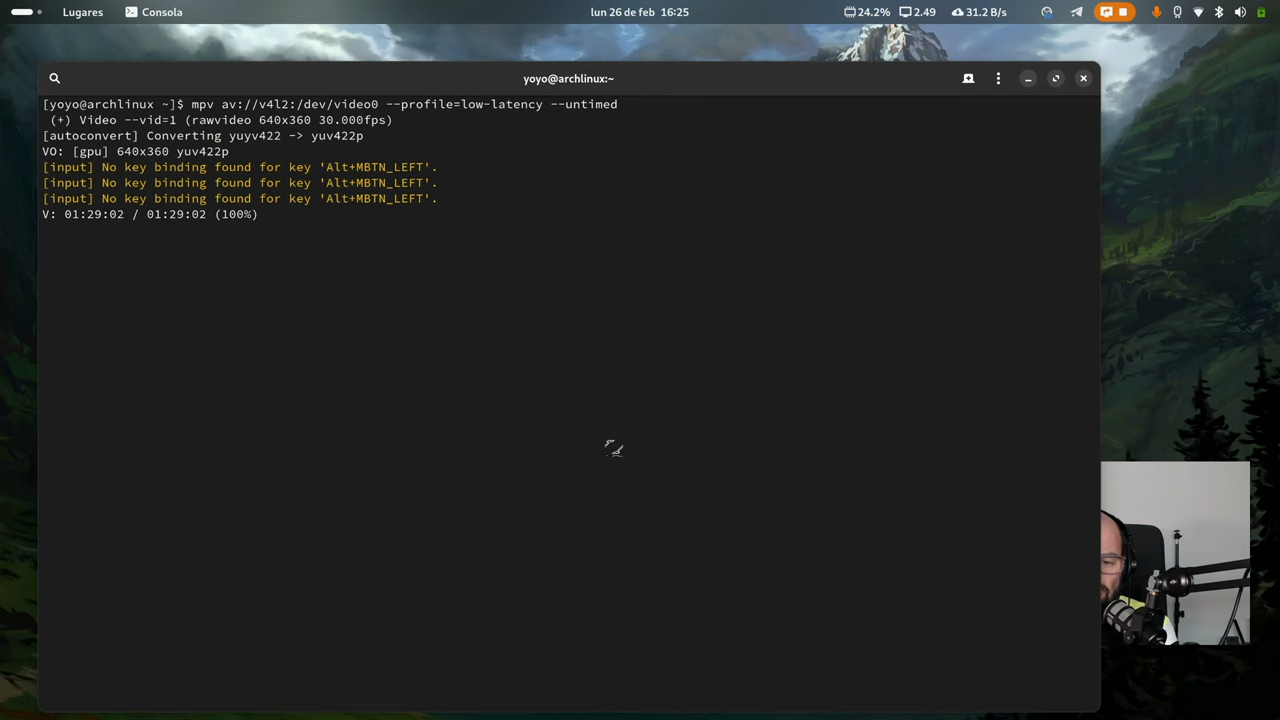 Lugares
Consola
lun 26 de feb 16:25
24.2%
2.49
31.2 B/s
yoyo@archlinux:~
[yoyo@archlinux ~]$ mpv av://v4l2:/dev/video0 --profile=low-latency --untimed
(+) Video --vid=1 (rawvideo 640x360 30.000fps)
[autoconvert] Converting yuyv422 -> yuv422p
VO: [gpu] 640x360 yuv422p
[input] No key binding found for key 'Alt+MBTN_LEFT'.
[input] No key binding found for key 'Alt+MBTN_LEFT'.
[input] No key binding found for key 'Alt+MBTN_LEFT'.
V: 01:29:02 / 01:29:02 (100%)